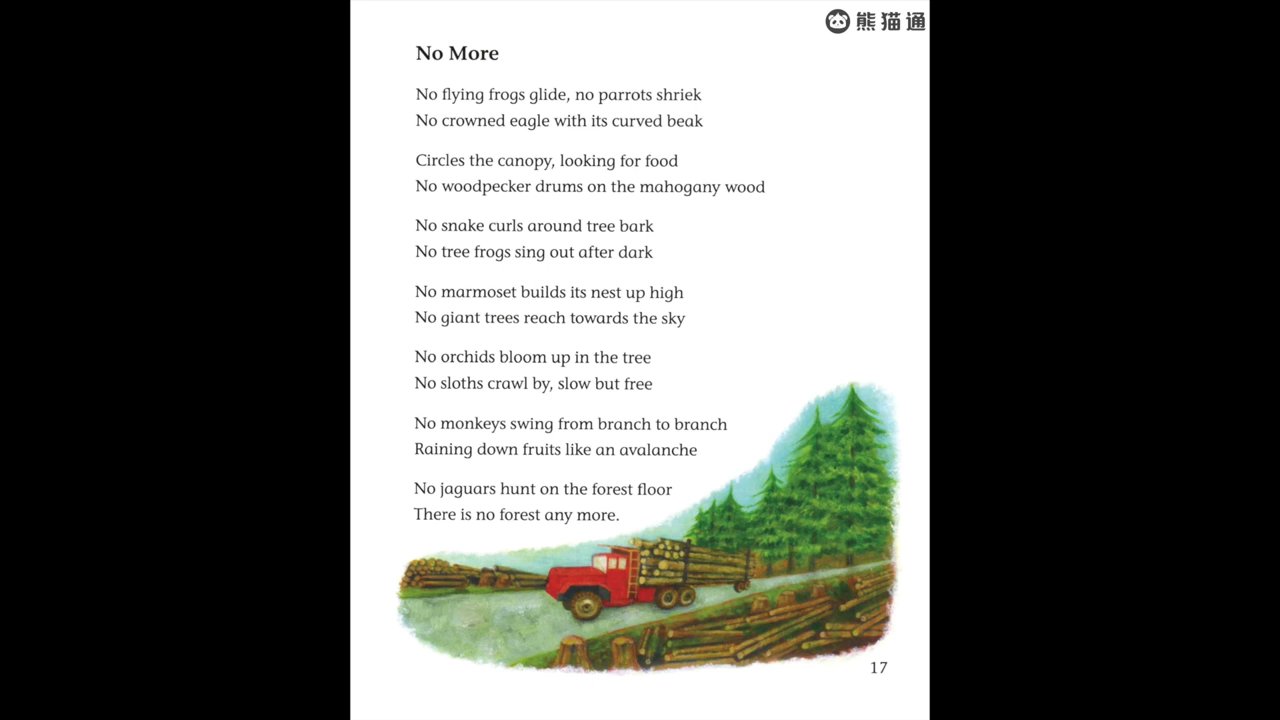 熊猫通
No More
No flying frogs glide, no parrots shriek
No crowned eagle with its curved beak
Circles the canopy, looking for food
No woodpecker drums on the mahogany wood
No snake curls around tree bark
No tree frogs sing out after dark
No marmoset builds its nest up high
No giant trees reach towards the sky
No orchids bloom up in the tree
No sloths crawl by, slow but free
No monkeys swing from branch to branch
Raining down fruits like an avalanche
No jaguars hunt on the forest floor
There is no forest any more.
17